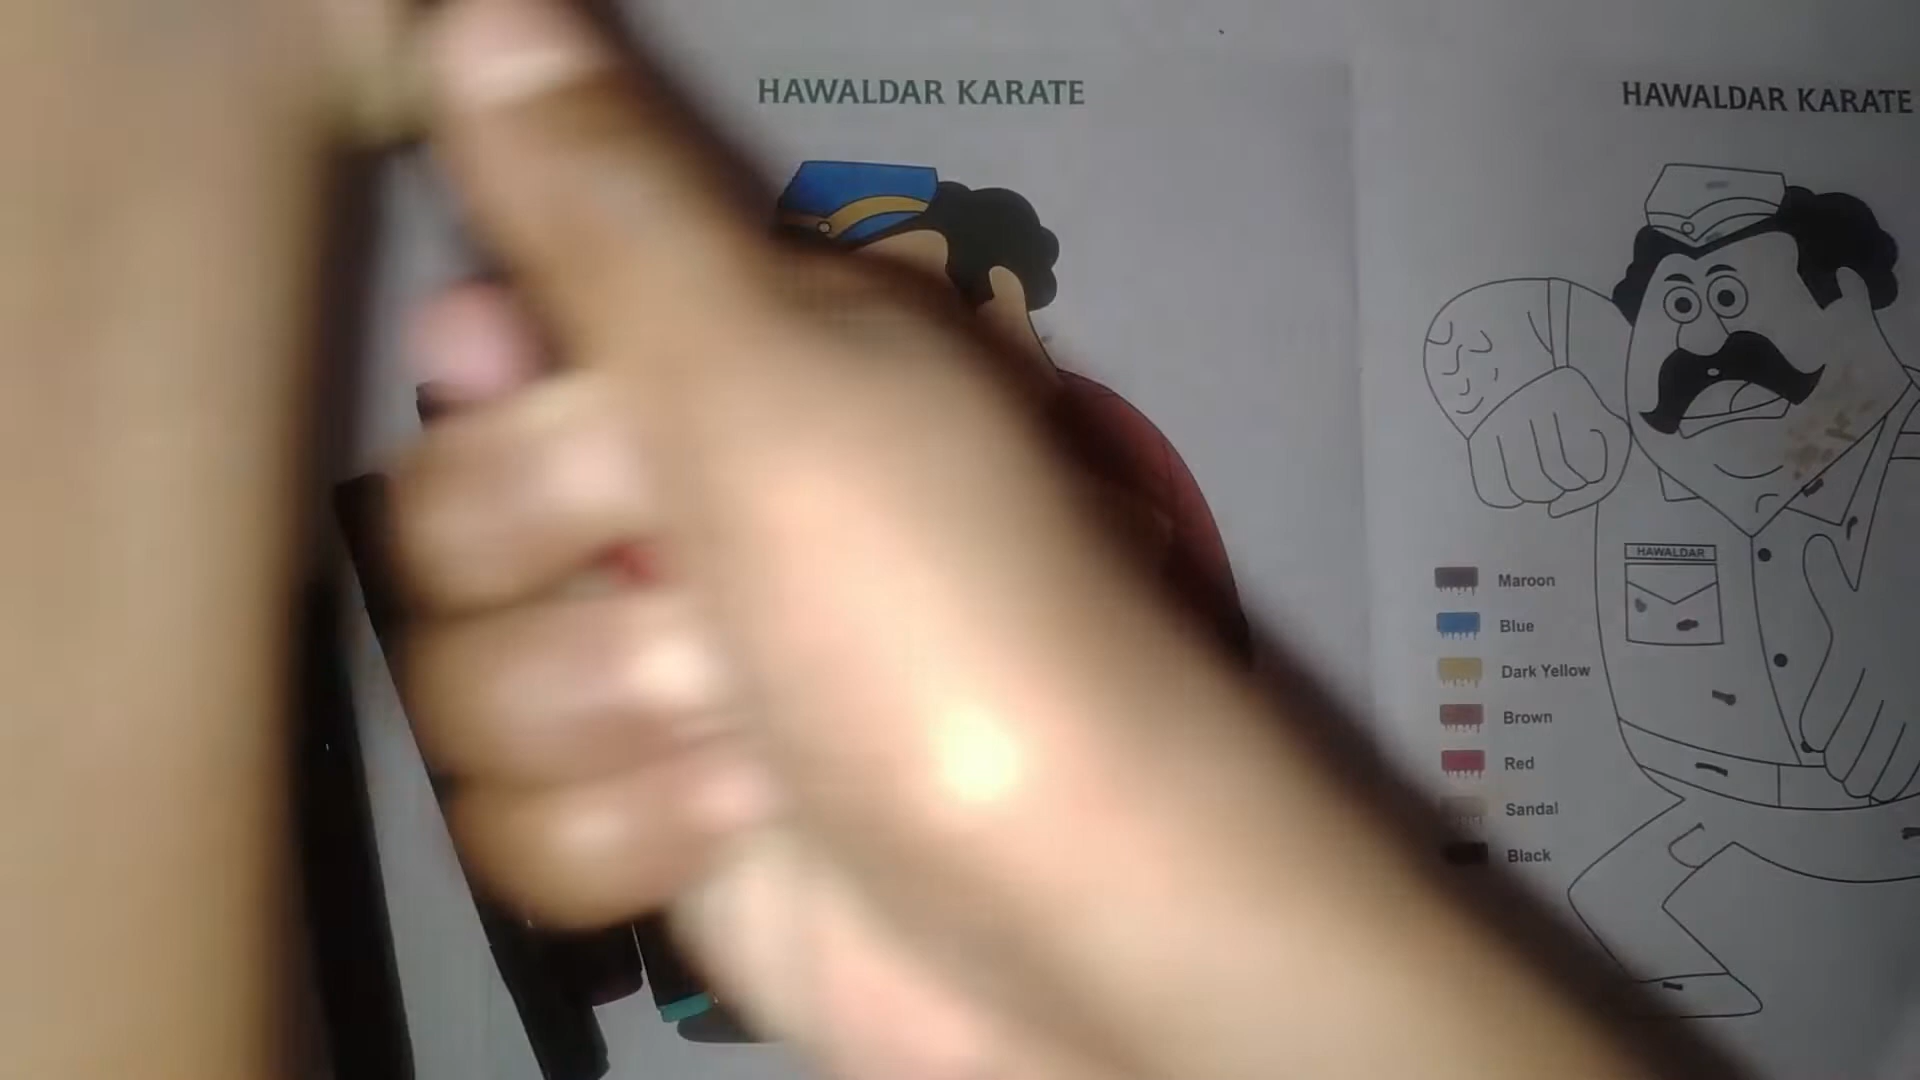 HAWALDAR KARATE
HAWALDAR KARATE
HAWALDAR
Maroon
Blue
Dark Yellow
Brown
Red
Sandal
Black